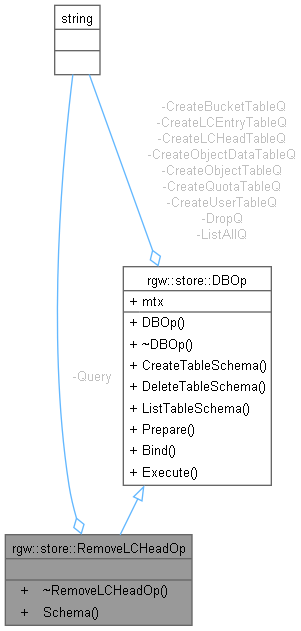 string
-CreateBucketTableQ
-CreateLCEntryTableQ
-CreateLCHeadTableQ
-CreateObjectDataTableQ
-CreateObjectTableQ
-CreateQuotaTableQ
-CreateUserTableQ
-DropQ
-ListAllQ
rgw::store::DBOp
+ mtx
+ DBOp()
+ ~DBOp()
+ CreateTableSchema()
+ DeleteTableSchema()
+ ListTableSchema()
+ Prepare()
+ Bind()
+ Execute()
-Query
rgw::store::RemoveLCHeadOp
+ ~RemoveLCHeadOp()
+ Schema()